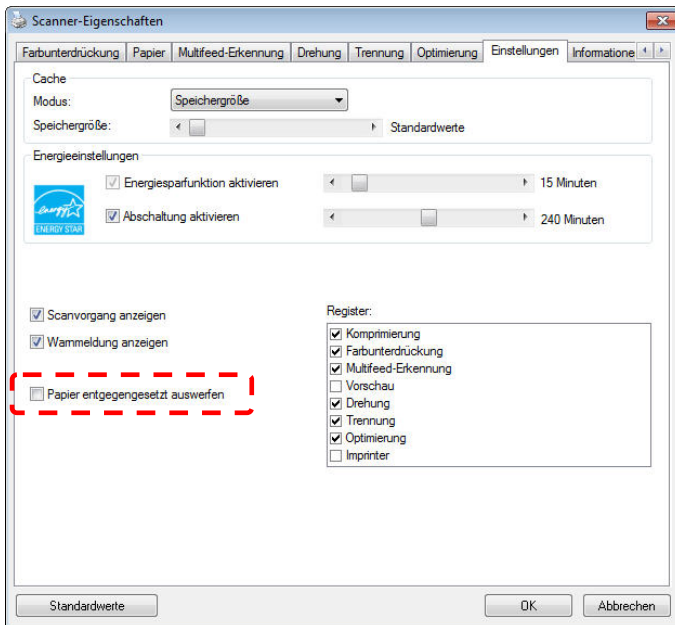 Scanner-Eigenschaften
Farbunterdrückung Papier Multifeed-Erkennung Drehung Trennung Optimierung Einstellungen Informatione
Cache
Modus: Speichergröße
Speichergröße: Standardwerte
Energieeinstellungen
Energiesparfunktion aktivieren 15 Minuten
energy
ENERGY STAR
Abschaltung aktivieren 240 Minuten
Scanvorgang anzeigen
Warnmeldung anzeigen
Papier entgegengesetzt auswerfen
Register:
Komprimierung
Farbunterdrückung
Multifeed-Erkennung
Vorschau
Drehung
Trennung
Optimierung
Imprinter
Standardwerte OK Abbrechen